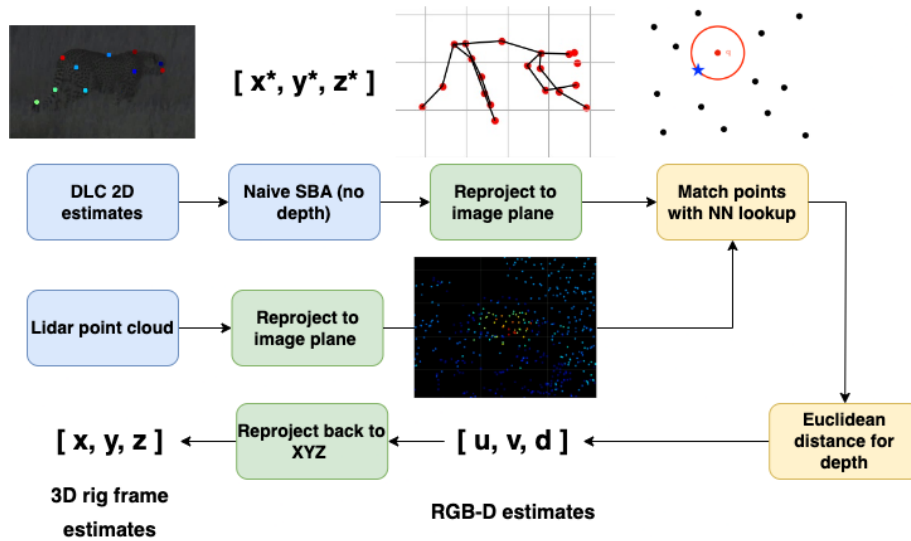 [ x*, y*, z* ]
DLC 2D
estimates
Naive SBA (no
depth)
Reproject to
image plane
Match points
with NN lookup
Lidar point cloud
Reproject to
image plane
[ x, y, z ]
Reproject back to
XYZ
[ u, v, d ]
Euclidean
distance for
depth
3D rig frame
estimates
RGB-D estimates